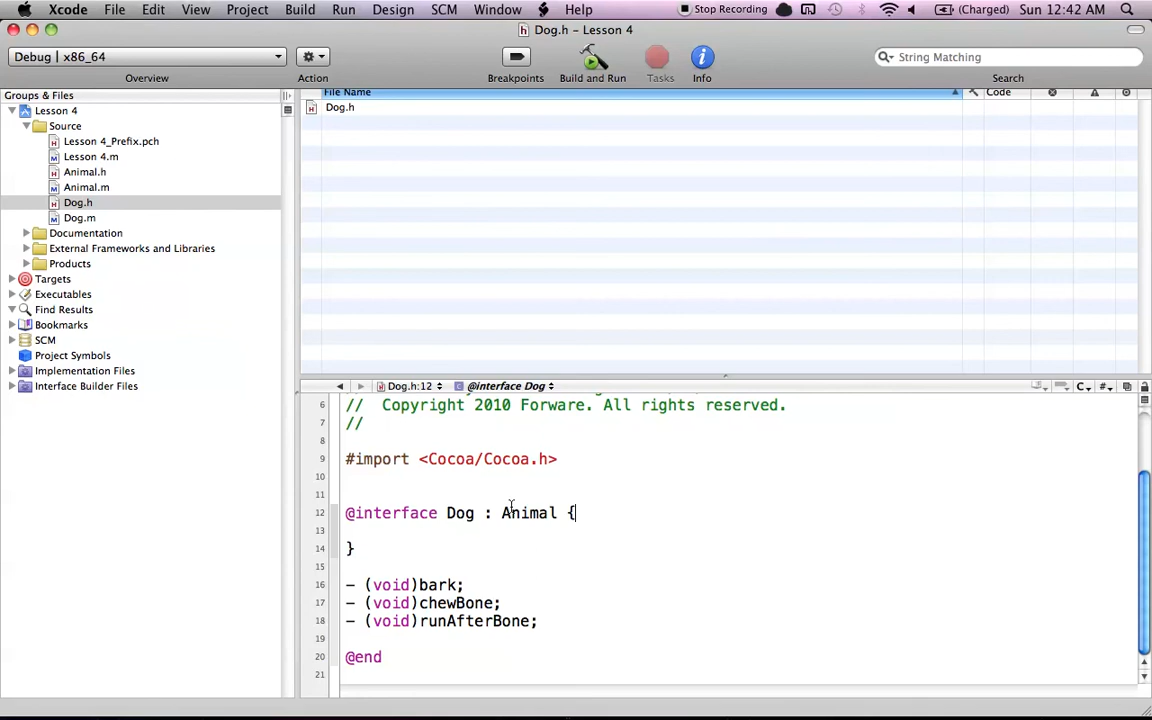 Xcode File Edit View Project Build Run Design SCM Window Help Stop Recording (Charged) Sun 12:42 AM
Dog.h – Lesson 4
Debug | x86_64
String Matching
Overview Action Breakpoints Build and Run Tasks Info Search
Groups & Files
File Name Code
Lesson 4
Dog.h
Source
Lesson 4_Prefix.pch
Lesson 4.m
Animal.h
Animal.m
Dog.h
Dog.m
Documentation
External Frameworks and Libraries
Products
Targets
Executables
Find Results
Bookmarks
SCM
Project Symbols
Implementation Files
Interface Builder Files
Dog.h:12 @interface Dog C #
6 // Copyright 2010 Forware. All rights reserved.
7 //
8
9 #import <Cocoa/Cocoa.h>
10
11
12 @interface Dog : Animal {
13
14 }
15
16 - (void)bark;
17 - (void)chewBone;
18 - (void)runAfterBone;
19
20 @end
21